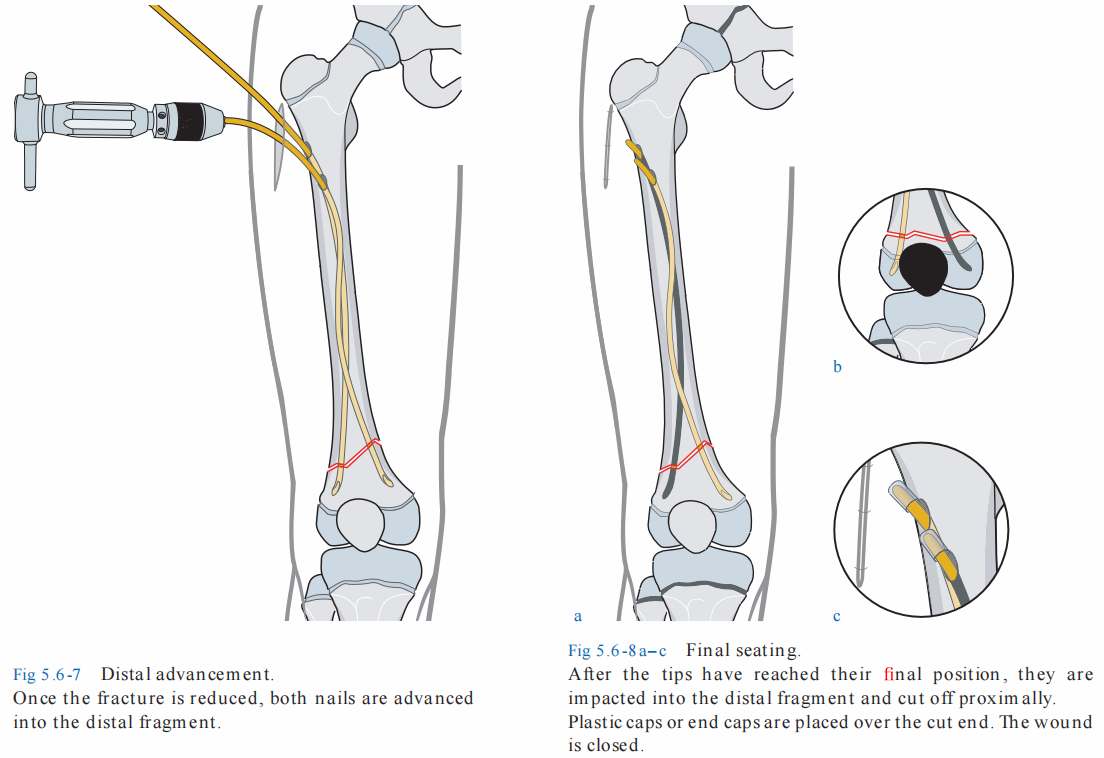 Fig 5.6-7 Distal advancement.
Once the fracture is reduced, both nails are advanced
into the distal fragment.
a
b
c
Fig 5.6-8a–c Final seating.
After the tips have reached their final position, they are
impacted into the distal fragment and cut off proximally.
Plastic caps or end caps are placed over the cut end. The wound
is closed.